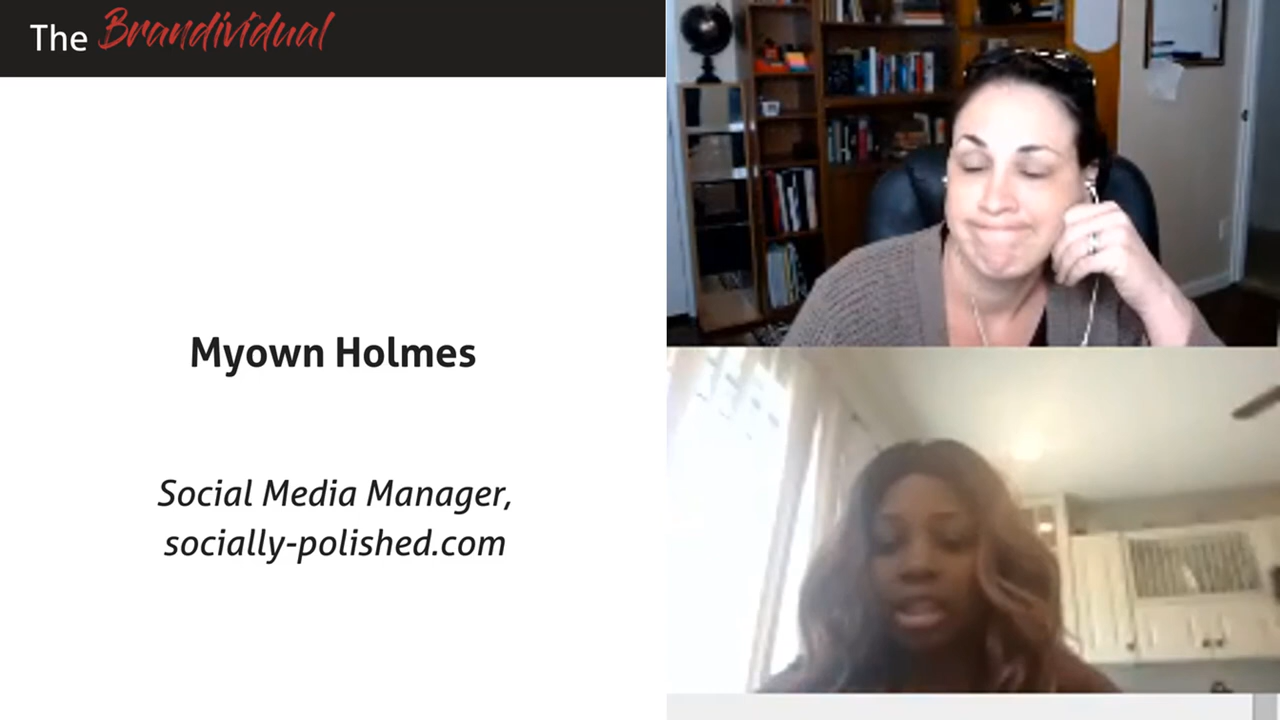 The Brandividual
Myown Holmes
Social Media Manager,
socially-polished.com